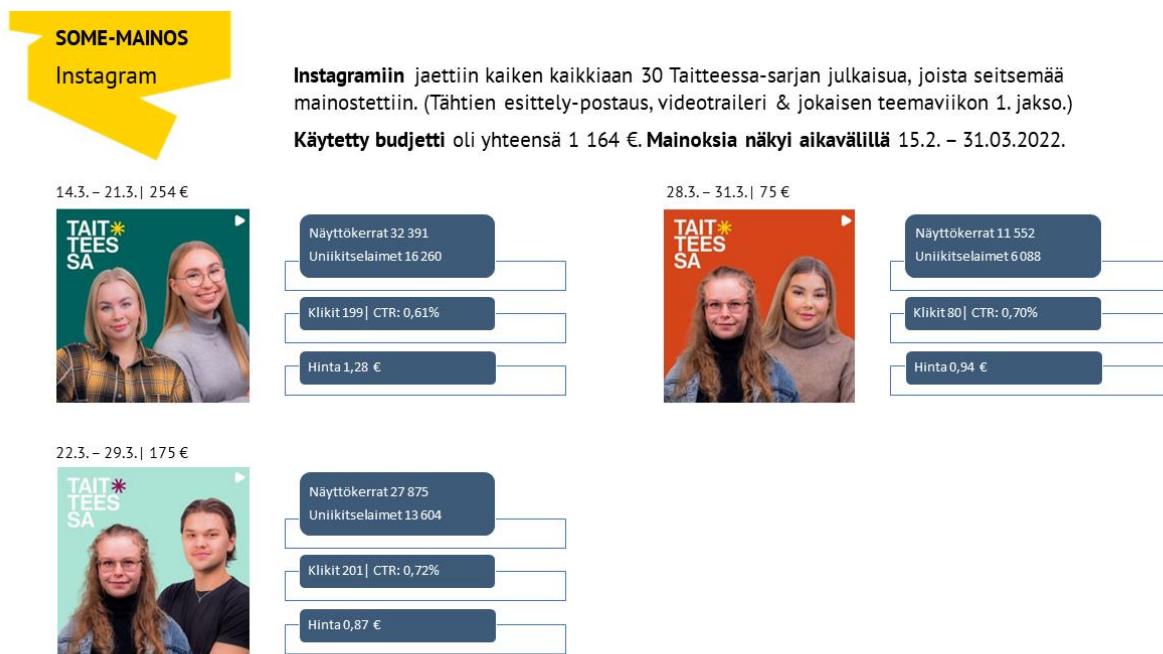 SOME-MAINOS
Instagram
Instagramiin jaettiin kaiken kaikkiaan 30 Taitteessa-sarjan julkaisua, joista seitsemää
mainostettiin. (Tähtien esittely-postaus, videotraileri & jokaisen teemaviikon 1. jakso.)
Käytetty budjetti oli yhteensä 1 164 €. Mainoksia näkyi aikavälillä 15.2. – 31.03.2022.
14.3. – 21.3.| 254 €
TAIT*
TEES
SA
Näyttökerrat 32 391
Uniikitselaimet 16 260
Klikit 199| CTR: 0,61%
Hinta 1,28 €
28.3. – 31.3.| 75 €
TAIT*
TEES
SA
Näyttökerrat 11 552
Uniikitselaimet 6 088
Klikit 80| CTR: 0,70%
Hinta 0,94 €
22.3. – 29.3.| 175 €
TAIT*
TEES
SA
Näyttökerrat 27 875
Uniikitselaimet 13 604
Klikit 201| CTR: 0,72%
Hinta 0,87 €